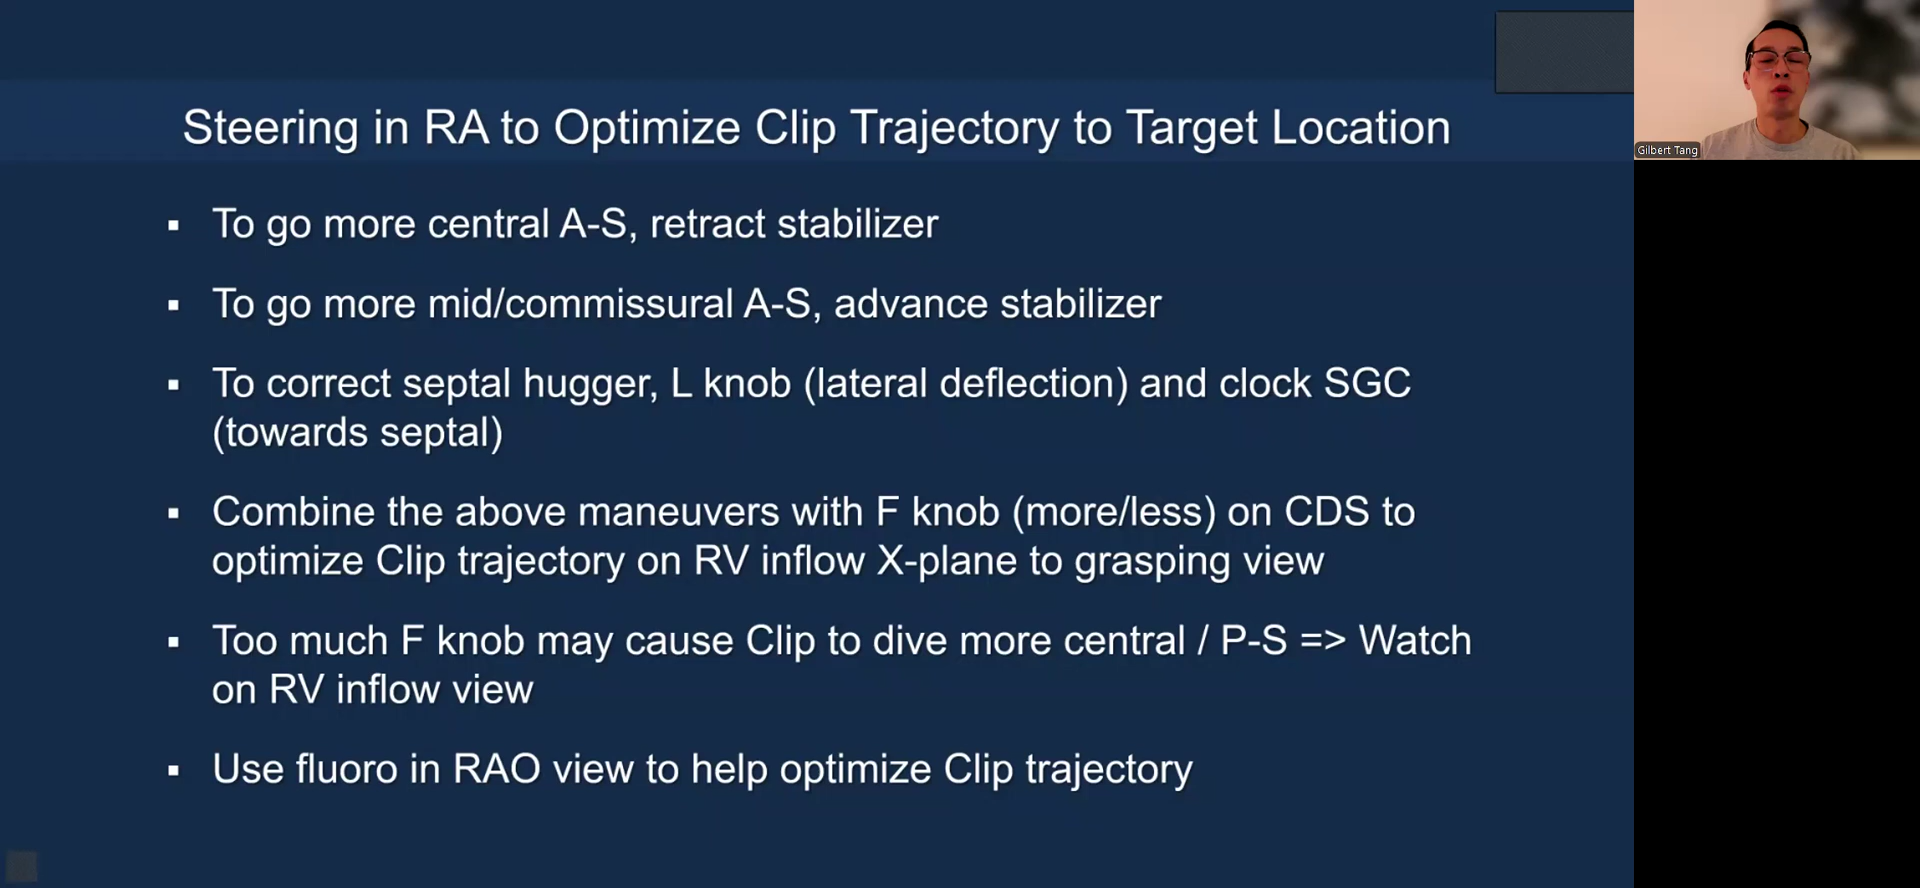 Steering in RA to Optimize Clip Trajectory to Target Location
▪ To go more central A-S, retract stabilizer
▪ To go more mid/commissural A-S, advance stabilizer
▪ To correct septal hugger, L knob (lateral deflection) and clock SGC
(towards septal)
▪ Combine the above maneuvers with F knob (more/less) on CDS to
optimize Clip trajectory on RV inflow X-plane to grasping view
▪ Too much F knob may cause Clip to dive more central / P-S => Watch
on RV inflow view
▪ Use fluoro in RAO view to help optimize Clip trajectory
Gilbert Tang